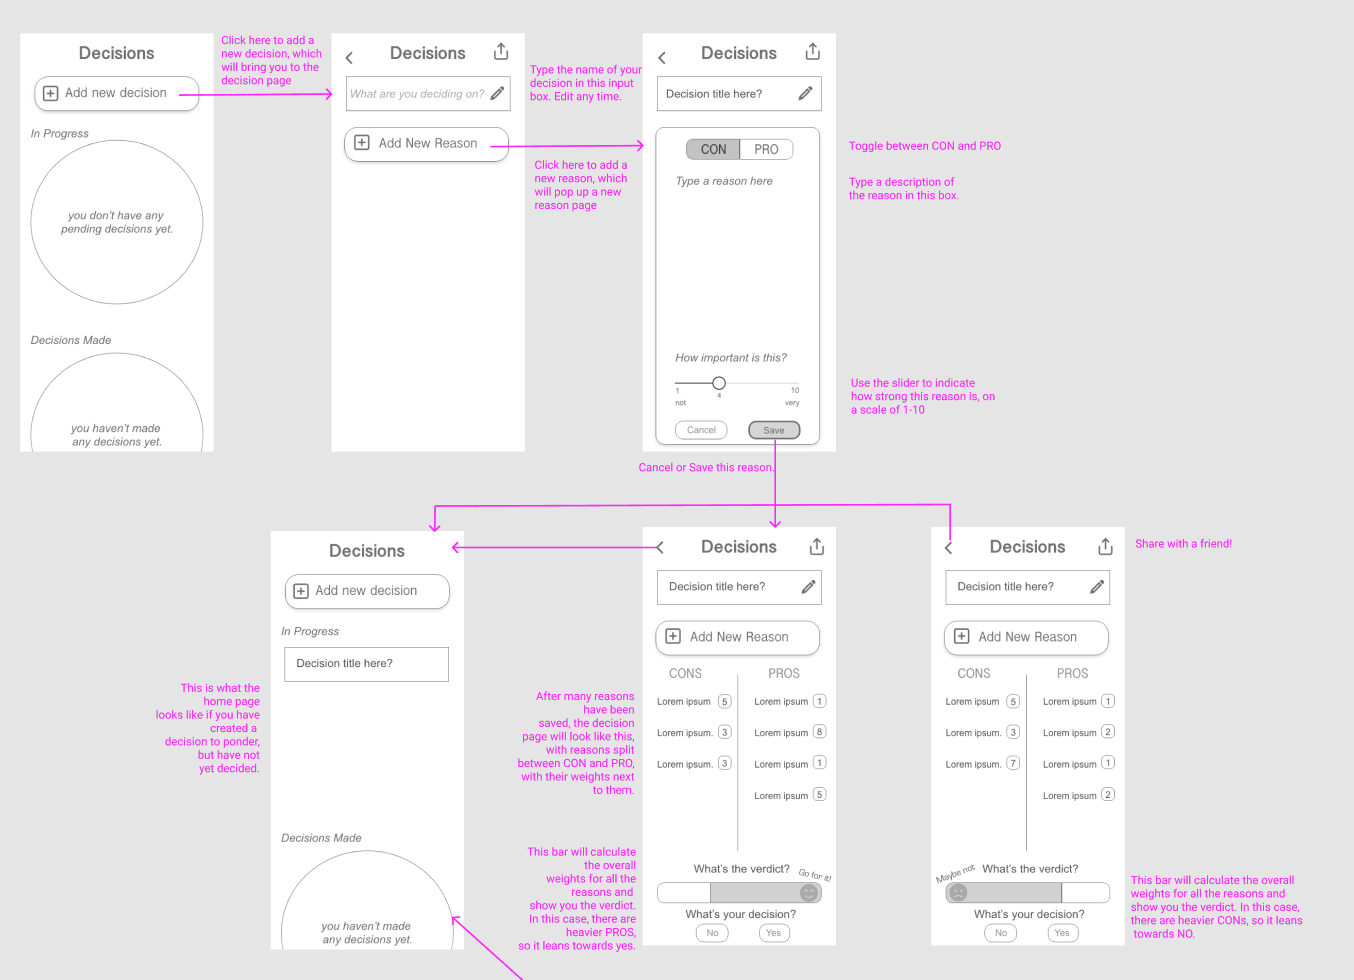 Decisions
Add new decision
In Progress
you don't have any
pending decisions yet.
Decisions Made
you haven't made
any decisions yet.
Click here to add a
new decision, which
will bring you to the
decision page
Decisions
What are you deciding on?
Add New Reason
Type the name of your
decision in this input
box. Edit any time.
Click here to add a
new reason, which
will pop up a new
reason page
Decisions
Decision title here?
CON
PRO
Type a reason here
How important is this?
1
4
10
not
very
Cancel
Save
Toggle between CON and PRO
Type a description of
the reason in this box.
Use the slider to indicate
how strong this reason is, on
a scale of 1-10
Cancel or Save this reason.
Decisions
Add new decision
In Progress
Decision title here?
Decisions Made
you haven't made
any decisions yet.
This is what the
home page
looks like if you have
created a
decision to ponder,
but have not
yet decided.
Decisions
Decision title here?
Add New Reason
CONS
PROS
Lorem ipsum 5
Lorem ipsum 1
Lorem ipsum. 3
Lorem ipsum 8
Lorem ipsum. 3
Lorem ipsum 1
Lorem ipsum 5
What's the verdict?
Go for it!
What's your decision?
No
Yes
After many reasons
have been
saved, the decision
page will look like this,
with reasons split
between CON and PRO,
with their weights next
to them.
This bar will calculate
the overall
weights for all the
reasons and
show you the verdict.
In this case, there are
heavier PROS,
so it leans towards yes.
Decisions
Decision title here?
Add New Reason
CONS
PROS
Lorem ipsum 5
Lorem ipsum 1
Lorem ipsum. 3
Lorem ipsum 2
Lorem ipsum. 7
Lorem ipsum 1
Lorem ipsum 2
Maybe not
What's the verdict?
What's your decision?
No
Yes
Share with a friend!
This bar will calculate the overall
weights for all the reasons and
show you the verdict. In this case,
there are heavier CONs, so it leans
towards NO.